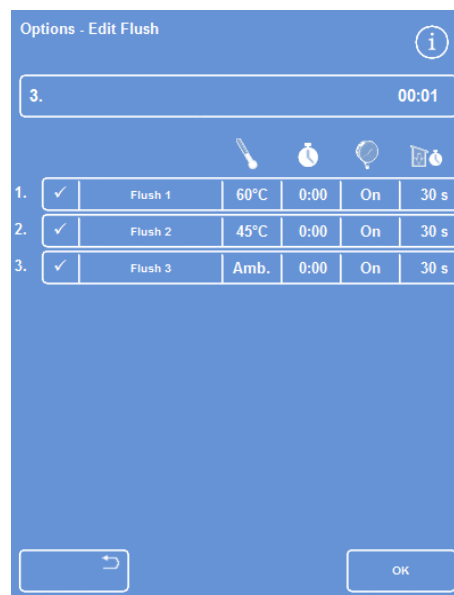 Options - Edit Flush
i
3. 00:01
1. ✓ Flush 1 60°C 0:00 On 30 s
2. ✓ Flush 2 45°C 0:00 On 30 s
3. ✓ Flush 3 Amb. 0:00 On 30 s
OK